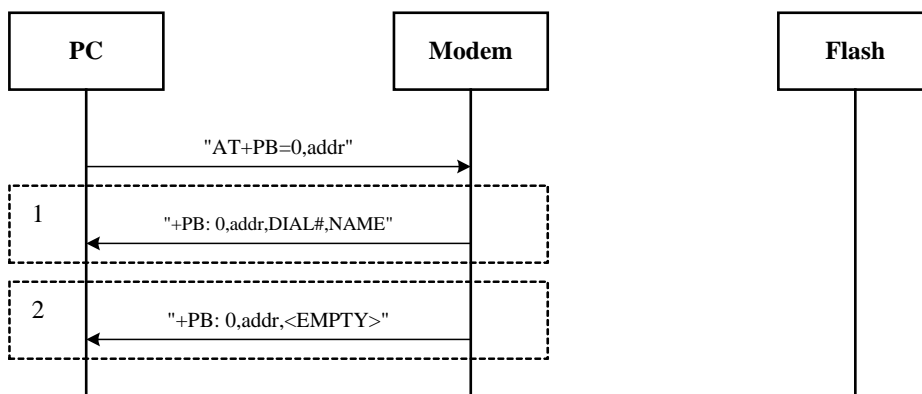 PC
Modem
Flash
"AT+PB=0,addr"
1
"+PB: 0,addr,DIAL#,NAME"
2
"+PB: 0,addr,<EMPTY>"